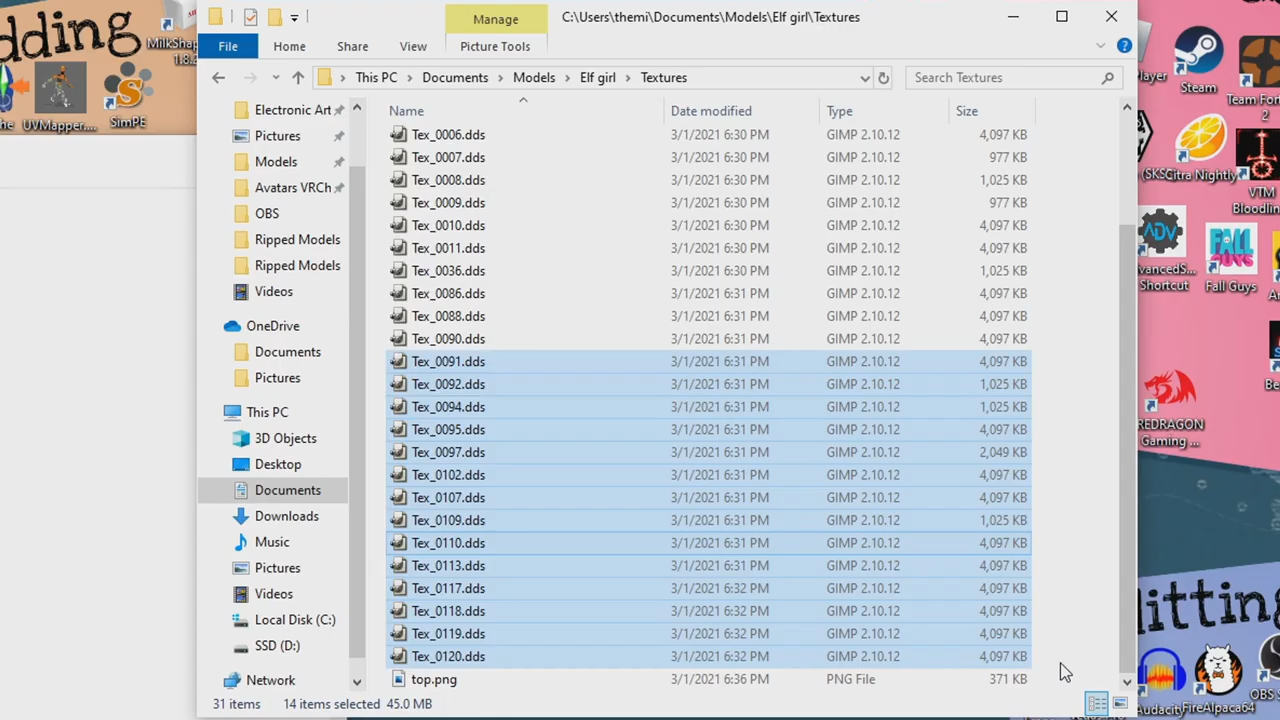 dding
MilkShap
1.8.
UVMapper....
SimPE
Manage
C:\Users\themi\Documents\Models\Elf girl\Textures
File
Home
Share
View
Picture Tools
This PC > Documents > Models > Elf girl > Textures
Search Textures
Electronic Art
Pictures
Models
Avatars VRCh
OBS
Ripped Models
Ripped Models
Videos
OneDrive
Documents
Pictures
This PC
3D Objects
Desktop
Documents
Downloads
Music
Pictures
Videos
Local Disk (C:)
SSD (D:)
Network
Name Date modified Type Size
Tex_0006.dds 3/1/2021 6:30 PM GIMP 2.10.12 4,097 KB
Tex_0007.dds 3/1/2021 6:30 PM GIMP 2.10.12 977 KB
Tex_0008.dds 3/1/2021 6:30 PM GIMP 2.10.12 1,025 KB
Tex_0009.dds 3/1/2021 6:30 PM GIMP 2.10.12 977 KB
Tex_0010.dds 3/1/2021 6:30 PM GIMP 2.10.12 4,097 KB
Tex_0011.dds 3/1/2021 6:30 PM GIMP 2.10.12 4,097 KB
Tex_0036.dds 3/1/2021 6:30 PM GIMP 2.10.12 1,025 KB
Tex_0086.dds 3/1/2021 6:31 PM GIMP 2.10.12 4,097 KB
Tex_0088.dds 3/1/2021 6:31 PM GIMP 2.10.12 4,097 KB
Tex_0090.dds 3/1/2021 6:31 PM GIMP 2.10.12 4,097 KB
Tex_0091.dds 3/1/2021 6:31 PM GIMP 2.10.12 4,097 KB
Tex_0092.dds 3/1/2021 6:31 PM GIMP 2.10.12 1,025 KB
Tex_0094.dds 3/1/2021 6:31 PM GIMP 2.10.12 1,025 KB
Tex_0095.dds 3/1/2021 6:31 PM GIMP 2.10.12 4,097 KB
Tex_0097.dds 3/1/2021 6:31 PM GIMP 2.10.12 2,049 KB
Tex_0102.dds 3/1/2021 6:31 PM GIMP 2.10.12 4,097 KB
Tex_0107.dds 3/1/2021 6:31 PM GIMP 2.10.12 4,097 KB
Tex_0109.dds 3/1/2021 6:31 PM GIMP 2.10.12 1,025 KB
Tex_0110.dds 3/1/2021 6:31 PM GIMP 2.10.12 4,097 KB
Tex_0113.dds 3/1/2021 6:31 PM GIMP 2.10.12 4,097 KB
Tex_0117.dds 3/1/2021 6:32 PM GIMP 2.10.12 4,097 KB
Tex_0118.dds 3/1/2021 6:32 PM GIMP 2.10.12 4,097 KB
Tex_0119.dds 3/1/2021 6:32 PM GIMP 2.10.12 4,097 KB
Tex_0120.dds 3/1/2021 6:32 PM GIMP 2.10.12 4,097 KB
top.png 3/1/2021 6:36 PM PNG File 371 KB
31 items 14 items selected 45.0 MB
Player
Steam
Team For
2
(SKS
Citra Nightly
VTM
Bloodlin
ADV
FALL GUYS
vancedS...
Shortcut
Fall Guys
Be
REDRAGON
Gaming ...
litting
Audacity
FireAlpaca64
OBS S